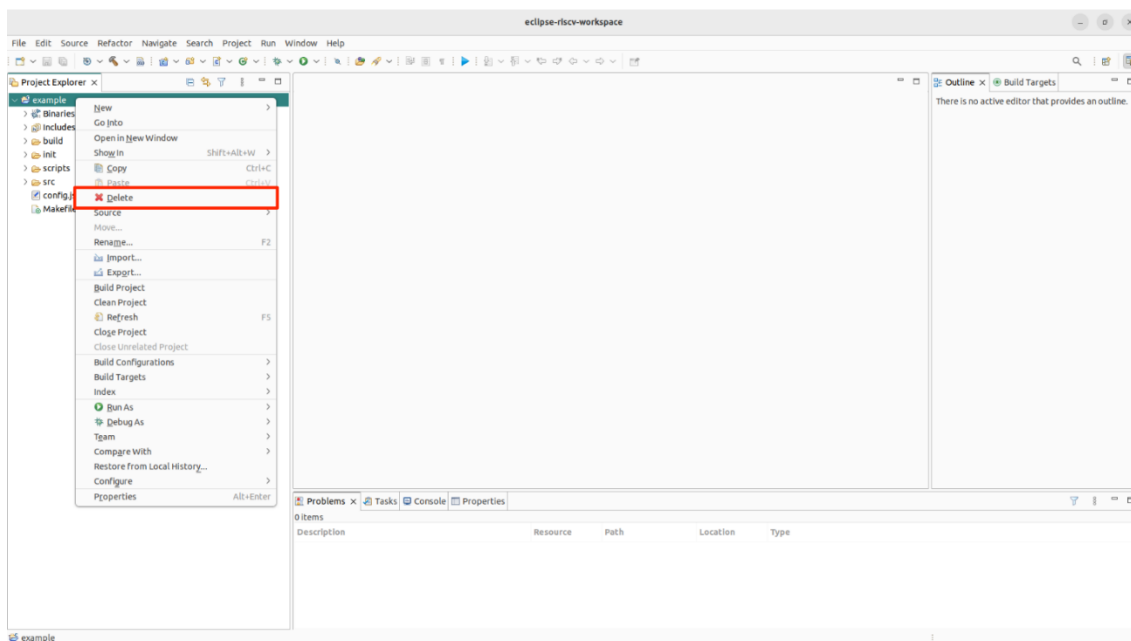 eclipse-riscv-workspace
File Edit Source Refactor Navigate Search Project Run Window Help
Project Explorer
Outline Build Targets
example
Binaries
Includes
build
init
scripts
src
config.j
Makefile
There is no active editor that provides an outline.
New
Go Into
Open in New Window
Show In Shift+Alt+W
Copy Ctrl+C
Paste Ctrl+V
Delete
Source
Move...
Rename... F2
Import...
Export...
Build Project
Clean Project
Refresh F5
Close Project
Close Unrelated Project
Build Configurations
Build Targets
Index
Run As
Debug As
Team
Compare With
Restore from Local History...
Configure
Properties Alt+Enter
Problems Tasks Console Properties
0 items
Description Resource Path Location Type
example